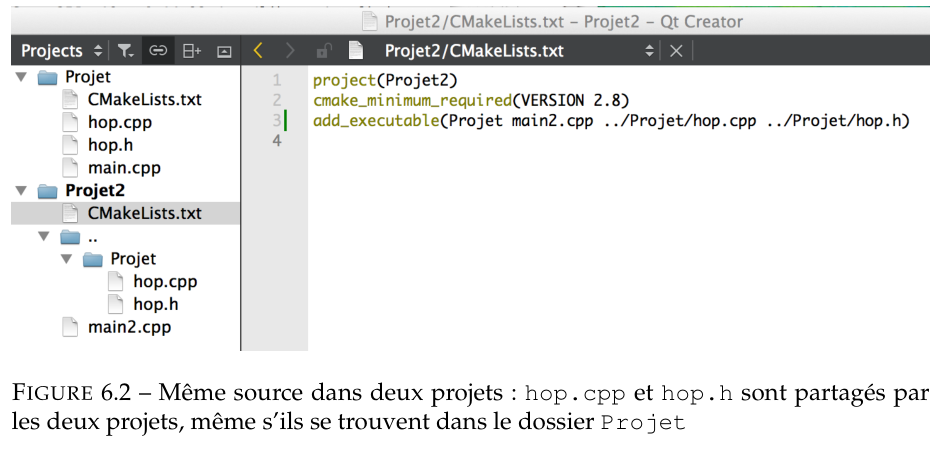 Projet2/CMakeLists.txt – Projet2 – Qt Creator
Projects
Projet2/CMakeLists.txt
Projet
CMakeLists.txt
hop.cpp
hop.h
main.cpp
Projet2
CMakeLists.txt
..
Projet
hop.cpp
hop.h
main2.cpp
1 project(Projet2)
2 cmake_minimum_required(VERSION 2.8)
3 add_executable(Projet main2.cpp ../Projet/hop.cpp ../Projet/hop.h)
4
FIGURE 6.2 – Même source dans deux projets : hop.cpp et hop.h sont partagés par
les deux projets, même s'ils se trouvent dans le dossier Projet